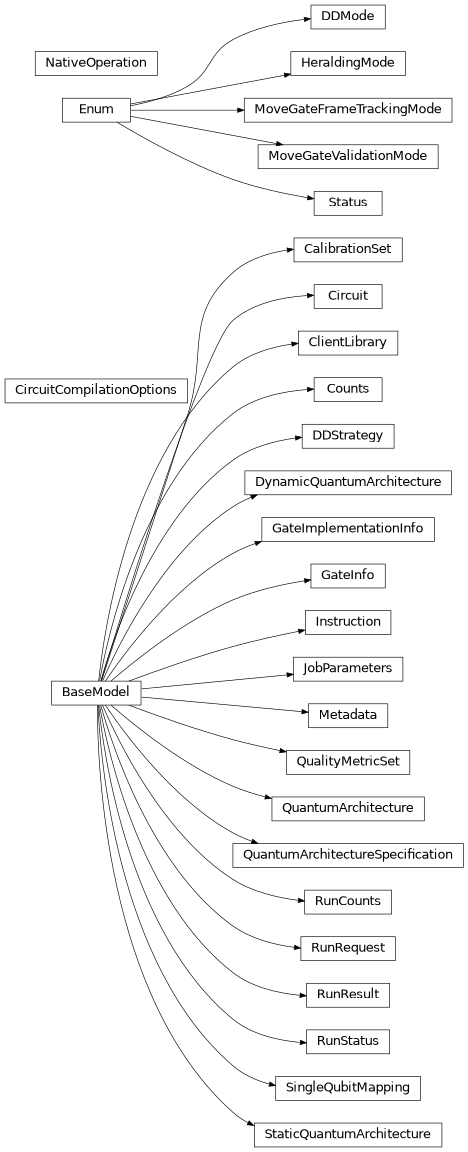 DDMode
NativeOperation
HeraldingMode
Enum
MoveGateFrameTrackingMode
MoveGateValidationMode
Status
CalibrationSet
Circuit
ClientLibrary
CircuitCompilationOptions
Counts
DDStrategy
DynamicQuantumArchitecture
GateImplementationInfo
GateInfo
Instruction
JobParameters
BaseModel
Metadata
QualityMetricSet
QuantumArchitecture
QuantumArchitectureSpecification
RunCounts
RunRequest
RunResult
RunStatus
SingleQubitMapping
StaticQuantumArchitecture